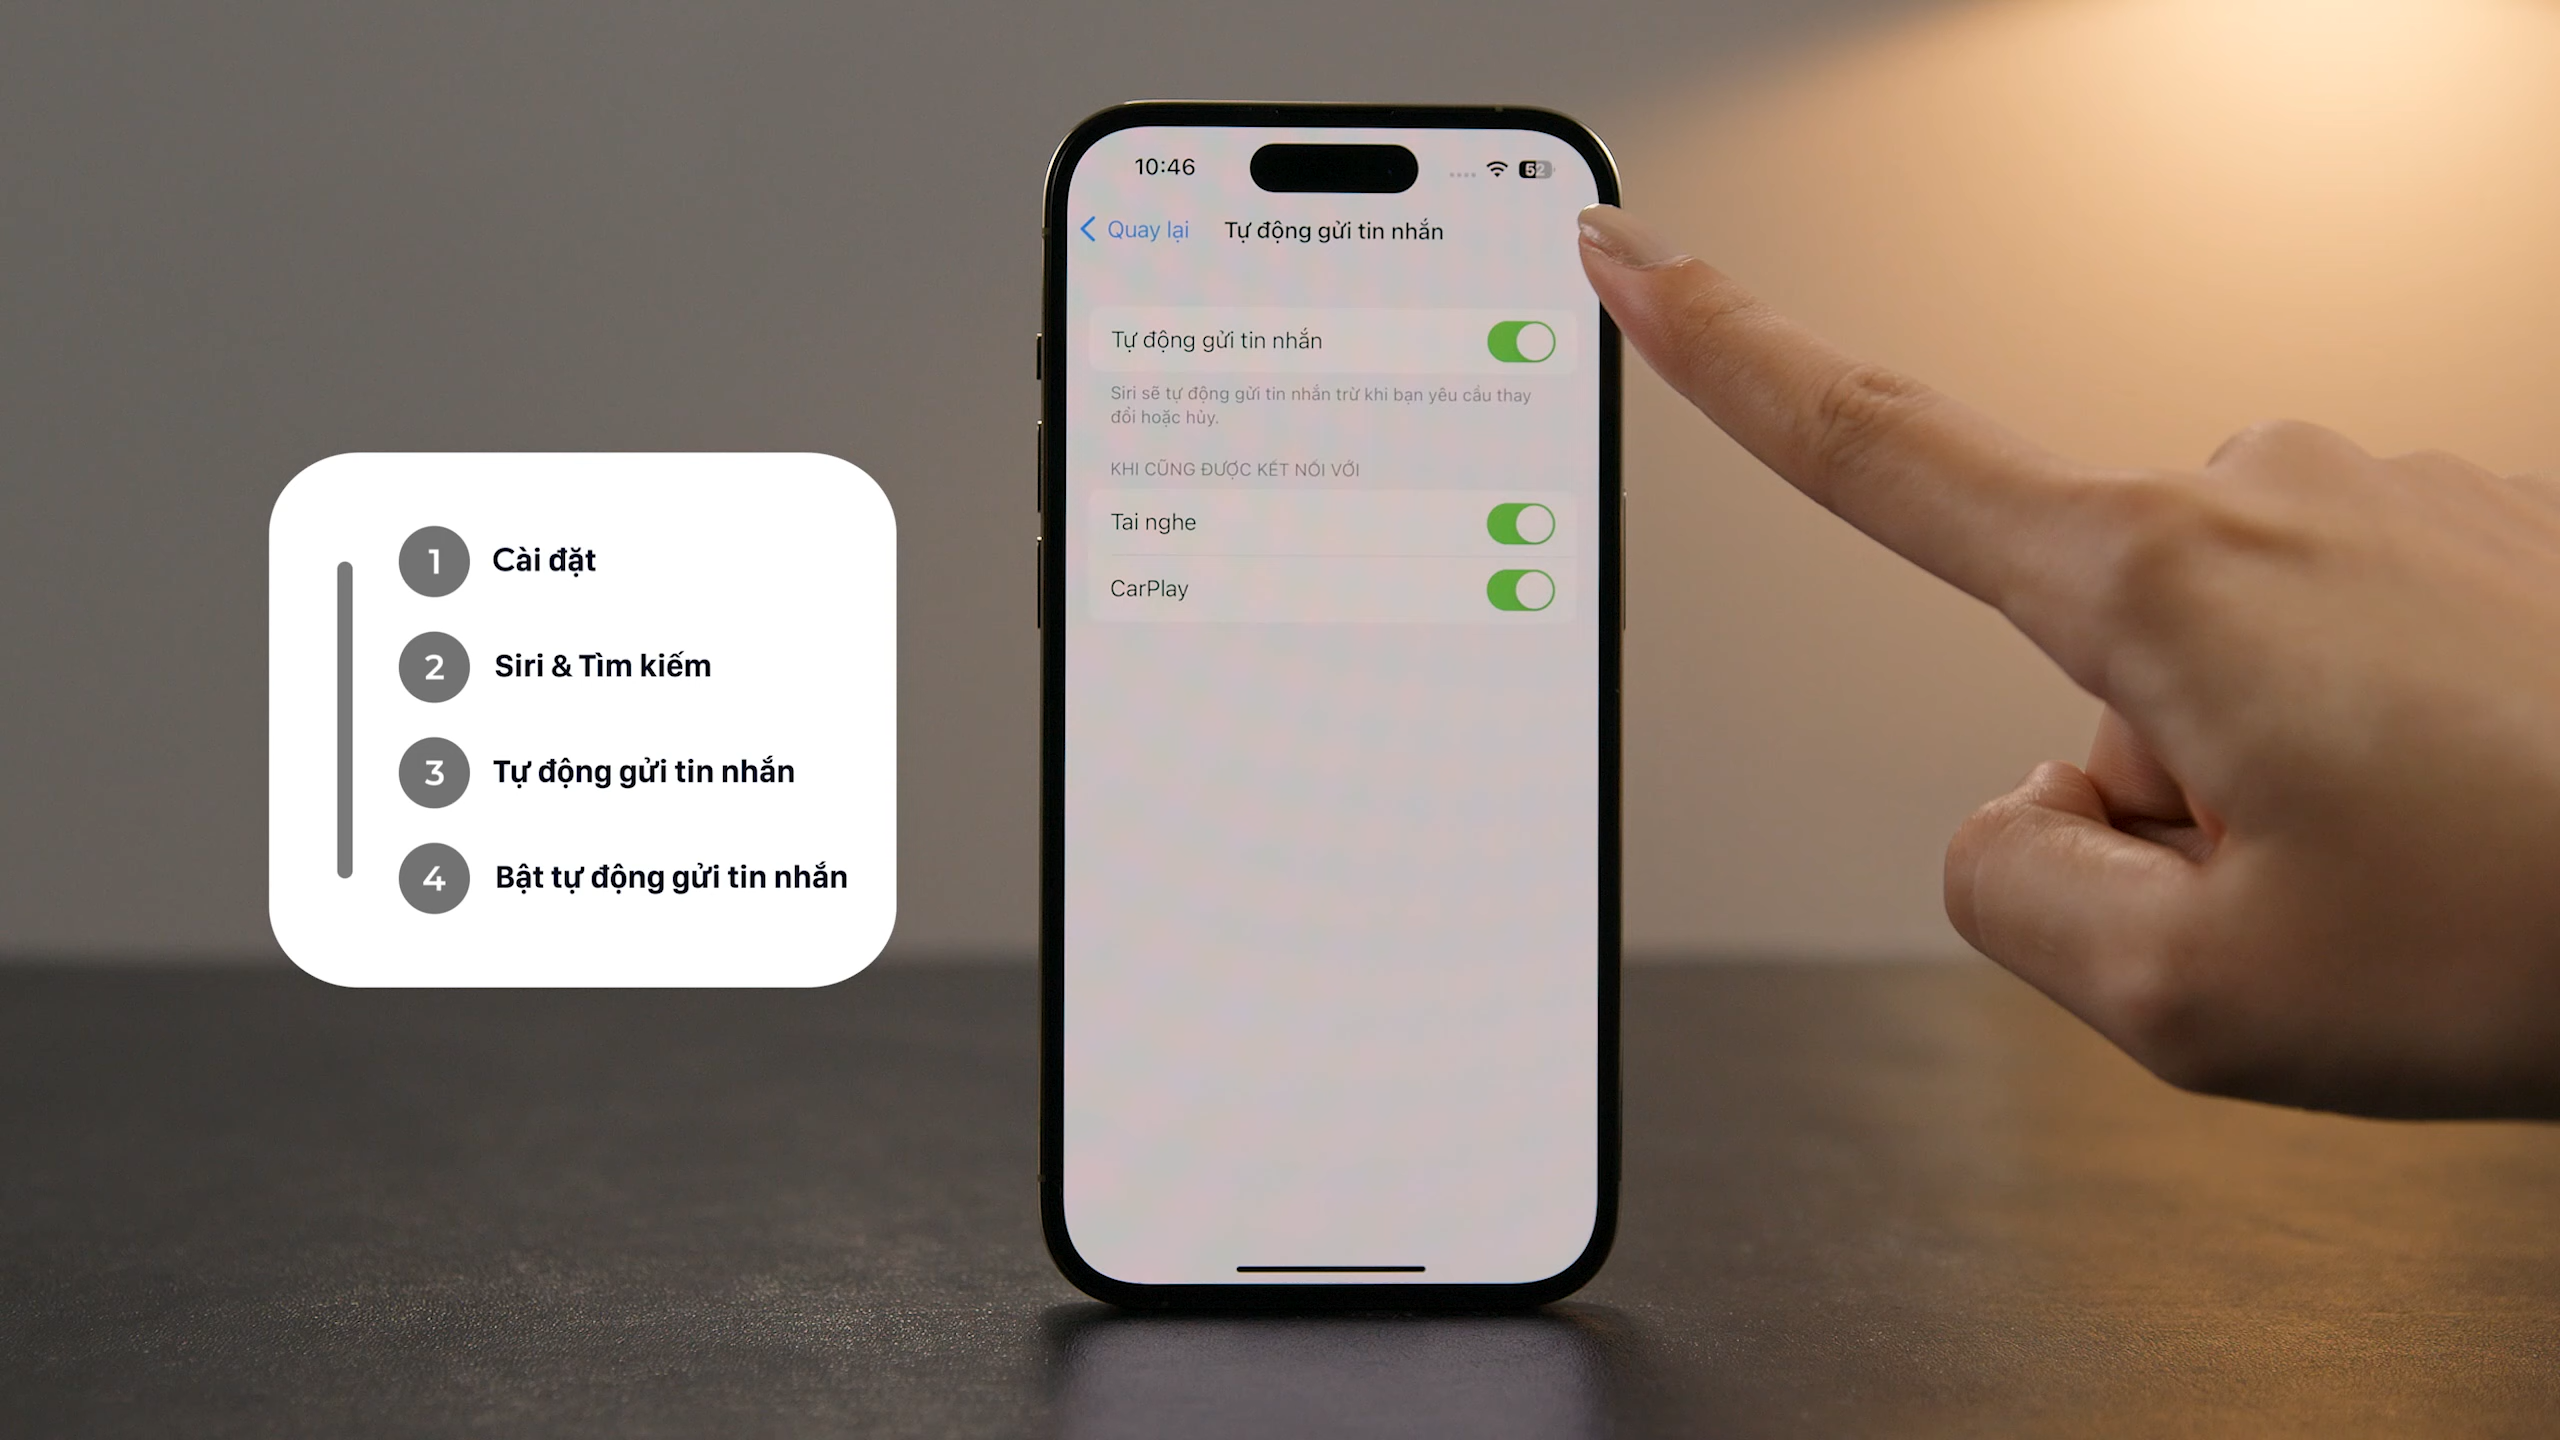 1 Cài đặt
2 Siri & Tìm kiếm
3 Tự động gửi tin nhắn
4 Bật tự động gửi tin nhắn
10:46
52
Quay lại
Tự động gửi tin nhắn
Tự động gửi tin nhắn
Siri sẽ tự động gửi tin nhắn trừ khi bạn yêu cầu thay
đổi hoặc hủy.
KHI CŨNG ĐƯỢC KẾT NỐI VỚI
Tai nghe
CarPlay